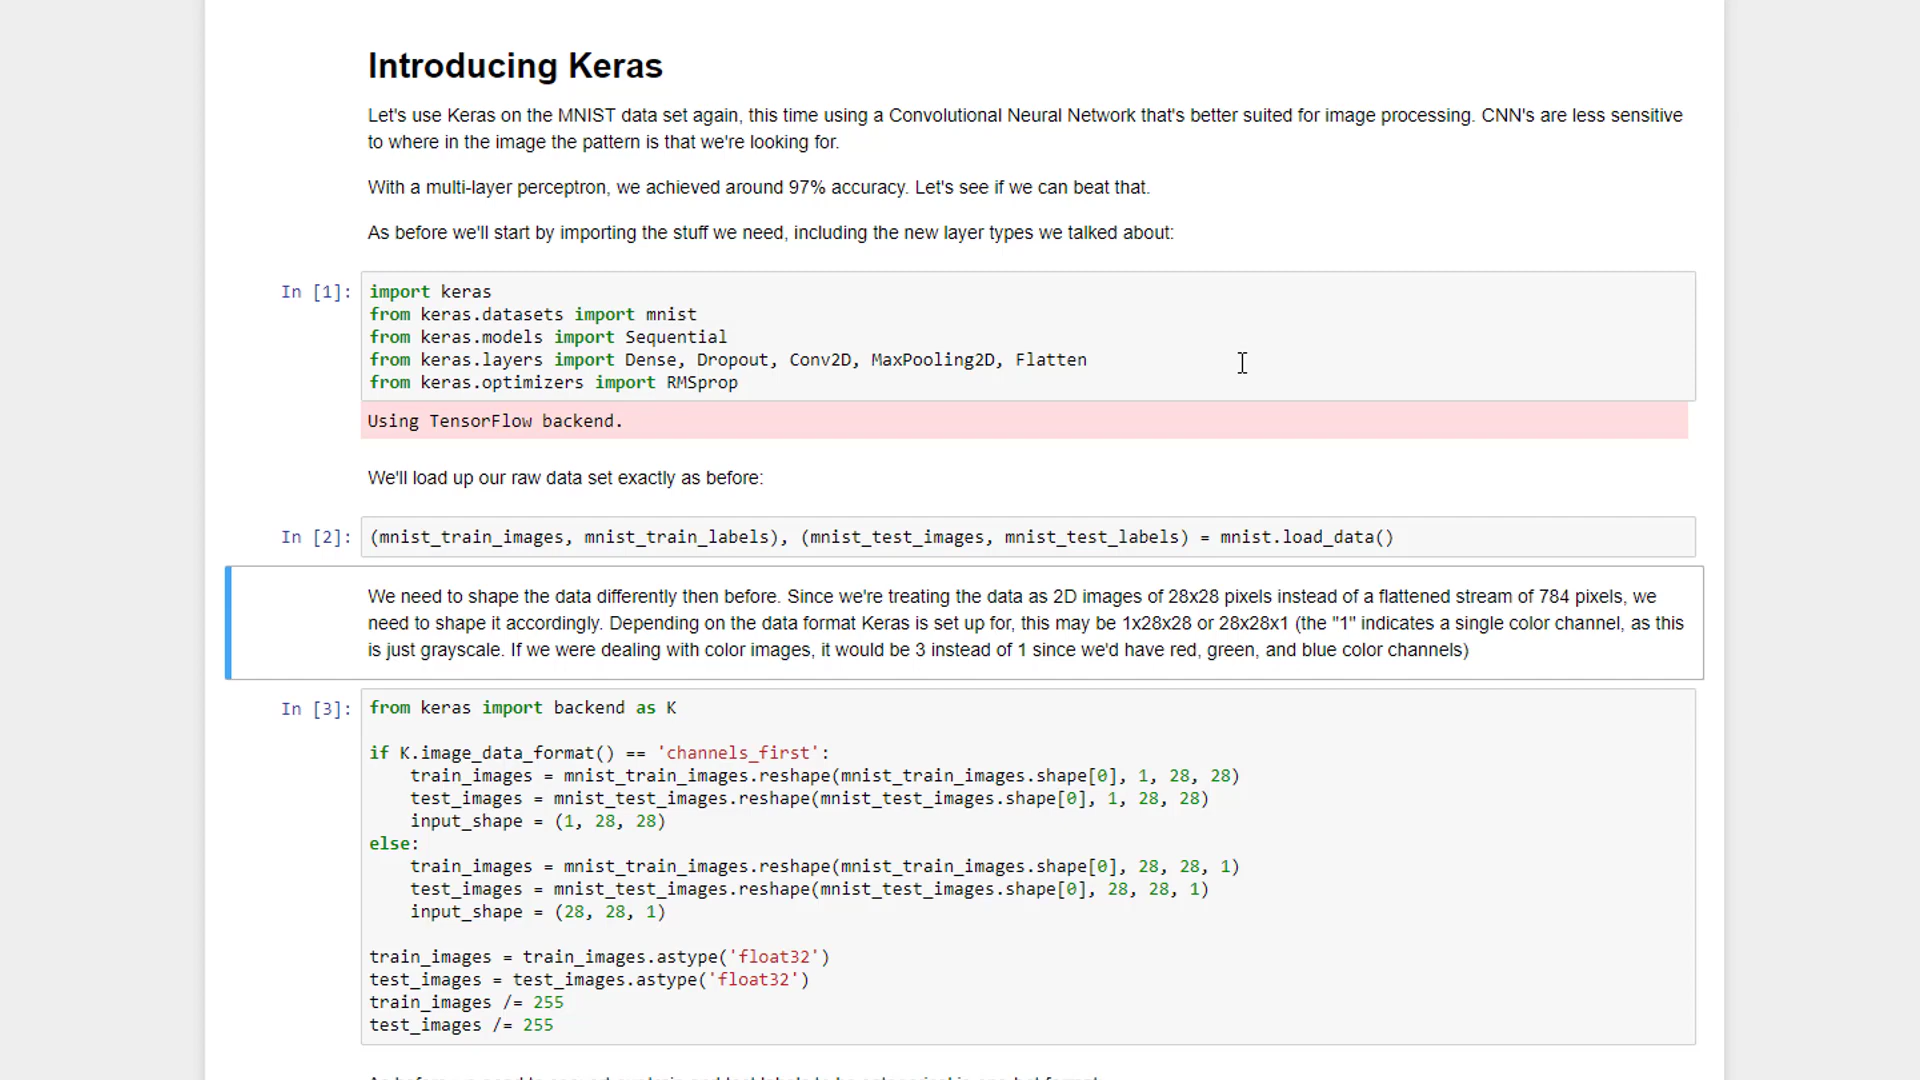 Introducing Keras
Let's use Keras on the MNIST data set again, this time using a Convolutional Neural Network that's better suited for image processing. CNN's are less sensitive
to where in the image the pattern is that we're looking for.
With a multi-layer perceptron, we achieved around 97% accuracy. Let's see if we can beat that.
As before we'll start by importing the stuff we need, including the new layer types we talked about:
In [1]: import keras
from keras.datasets import mnist
from keras.models import Sequential
from keras.layers import Dense, Dropout, Conv2D, MaxPooling2D, Flatten
from keras.optimizers import RMSprop
Using TensorFlow backend.
We'll load up our raw data set exactly as before:
In [2]: (mnist_train_images, mnist_train_labels), (mnist_test_images, mnist_test_labels) = mnist.load_data()
We need to shape the data differently then before. Since we're treating the data as 2D images of 28x28 pixels instead of a flattened stream of 784 pixels, we
need to shape it accordingly. Depending on the data format Keras is set up for, this may be 1x28x28 or 28x28x1 (the "1" indicates a single color channel, as this
is just grayscale. If we were dealing with color images, it would be 3 instead of 1 since we'd have red, green, and blue color channels)
In [3]: from keras import backend as K
if K.image_data_format() == 'channels_first':
    train_images = mnist_train_images.reshape(mnist_train_images.shape[0], 1, 28, 28)
    test_images = mnist_test_images.reshape(mnist_test_images.shape[0], 1, 28, 28)
    input_shape = (1, 28, 28)
else:
    train_images = mnist_train_images.reshape(mnist_train_images.shape[0], 28, 28, 1)
    test_images = mnist_test_images.reshape(mnist_test_images.shape[0], 28, 28, 1)
    input_shape = (28, 28, 1)
train_images = train_images.astype('float32')
test_images = test_images.astype('float32')
train_images /= 255
test_images /= 255